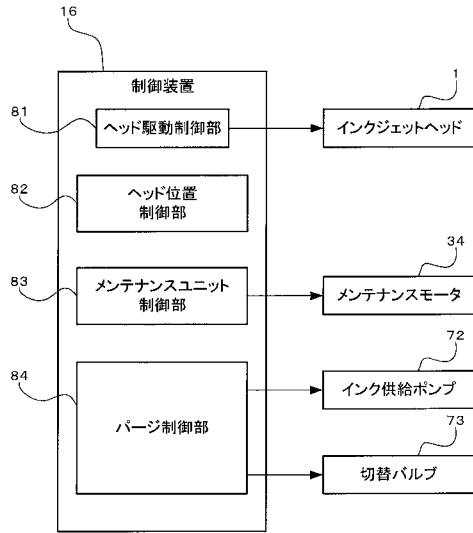 16
制御装置
81
ヘッド駆動制御部
1
インクジェットヘッド
82
ヘッド位置
制御部
83
メンテナンスユニット
制御部
34
メンテナンスモータ
84
パージ制御部
72
インク供給ポンプ
73
切替バルブ